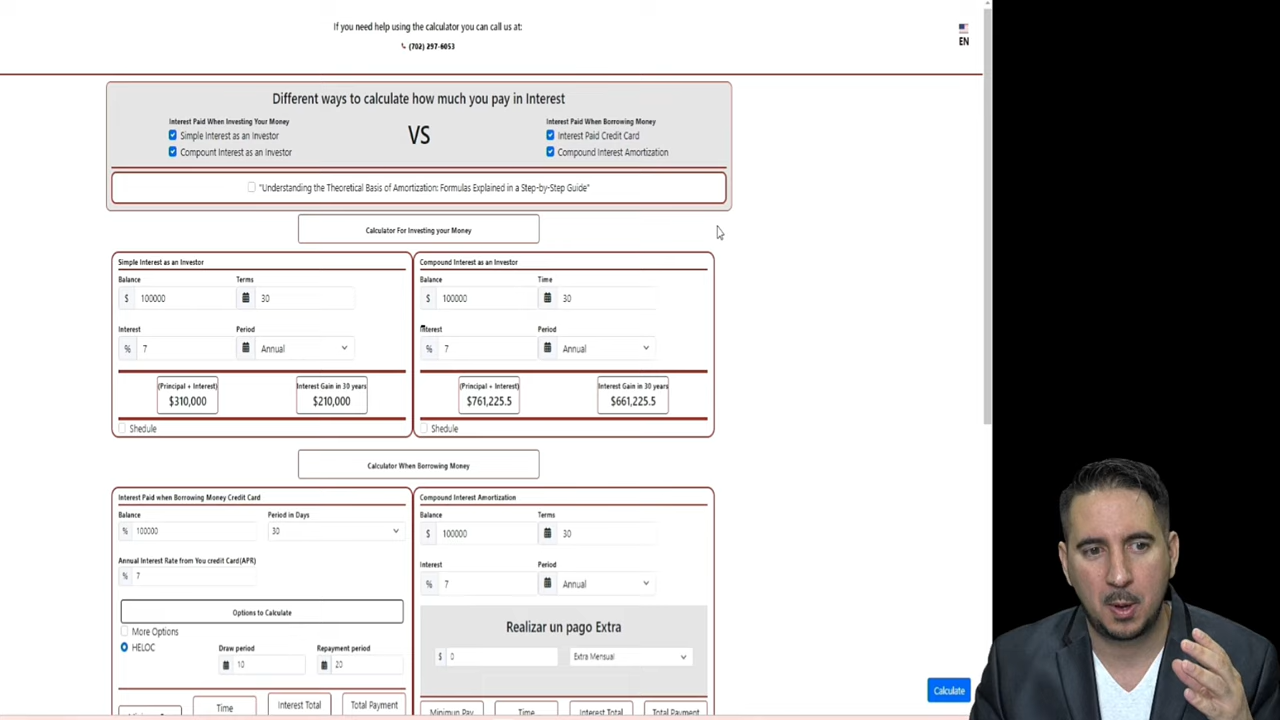 If you need help using the calculator you can call us at:
(702) 297-6053
EN
Different ways to calculate how much you pay in Interest
Interest Paid When Investing Your Money
Simple Interest as an Investor
Compount Interest as an Investor
VS
Interest Paid When Borrowing Money
Interest Paid Credit Card
Compound Interest Amortization
"Understanding the Theoretical Basis of Amortization: Formulas Explained in a Step-by-Step Guide"
Calculator For Investing your Money
Simple Interest as an Investor
Balance Terms
$ 100000 30
Interest Period
% 7 Annual
(Principal + Interest) Interest Gain in 30 years
$310,000 $210,000
Shedule
Compound Interest as an Investor
Balance Time
$ 100000 30
Interest Period
% 7 Annual
(Principal + Interest) Interest Gain in 30 years
$761,225.5 $661,225.5
Shedule
Calculator When Borrowing Money
Interest Paid when Borrowing Money Credit Card
Balance Period in Days
% 100000 30
Annual Interest Rate from You credit Card(APR)
% 7
Options to Calculate
More Options
HELOC Draw period Repayment period
10 20
Time Interest Total Total Payment
Compound Interest Amortization
Balance Terms
$ 100000 30
Interest Period
% 7 Annual
Realizar un pago Extra
$ 0 Extra Mensual
Minimun Pay Time Interest Total Total Payment
Calculate